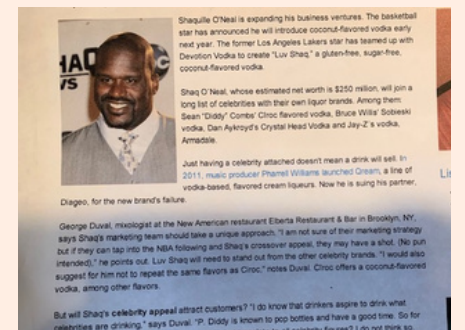 HAQ
VS
Shaquille O'Neal is expanding his business ventures. The basketball
star has announced he will introduce coconut-flavored vodka early
next year. The former Los Angeles Lakers star has teamed up with
Devotion Vodka to create "Luv Shaq," a gluten-free, sugar-free,
coconut-flavored vodka.
Shaq O'Neal, whose estimated net worth is $250 million, will join a
long list of celebrities with their own liquor brands. Among them:
Sean "Diddy" Combs' Ciroc flavored vodka, Bruce Willis' Sobieski
vodka, Dan Aykroyd's Crystal Head Vodka and Jay-Z's vodka,
Armadale.
Just having a celebrity attached doesn't mean a drink will sell. In
2011, music producer Pharrell Williams launched Qream, a line of
vodka-based, flavored cream liqueurs. Now he is suing his partner,
Diageo, for the new brand's failure.
George Duval, mixologist at the New American restaurant Elberta Restaurant & Bar in Brooklyn, NY,
says Shaq's marketing team should take a unique approach. "I am not sure of their marketing strategy
but if they can tap into the NBA following and Shaq's crossover appeal, they may have a shot. (No pun
intended)," he points out. Luv Shaq will need to stand out from the other celebrity brands. "I would also
suggest for him not to repeat the same flavors as Ciroc," notes Duval. Ciroc offers a coconut-flavored
vodka, among other flavors.
But will Shaq's celebrity appeal attract customers? "I do know that drinkers aspire to drink what
celebrities are drinking," says Duval. "P. Diddy is known to pop bottles and have a good time. So for